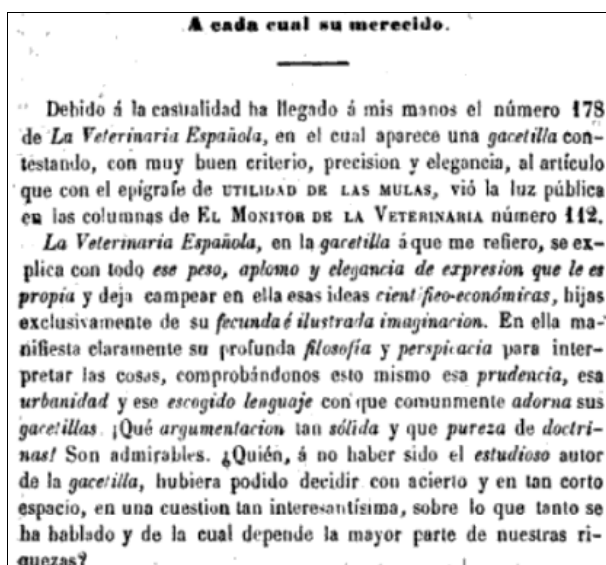 A cada cual su merecido.
Debido á la casualidad ha llegado á mis manos el número 178
de La Veterinaria Española, en el cual aparece una gacetilla con-
testando, con muy buen criterio, precision y elegancia, al artículo
que con el epígrafe de UTILIDAD DE LAS MULAS, vió la luz pública
en las columnas de EL MONITOR DE LA VETERINARIA número 112.
La Veterinaria Española, en la gacetilla á que me refiero, se ex-
plica con todo ese peso, aplomo y elegancia de expresion que le es
propia y deja campear en ella esas ideas científico-económicas, hijas
exclusivamente de su fecunda é ilustrada imaginacion. En ella ma-
nifiesta claramente su profunda filosofía y perspicacia para inter-
pretar las cosas, comprobándonos esto mismo esa prudencia, esa
urbanidad y ese escogido lenguaje con que comunmente adorna sus
gacetillas. ¡Qué argumentacion tan sólida y que pureza de doctri-
nas! Son admirables. ¿Quién, á no haber sido el estudioso autor
de la gacetilla, hubiera podido decidir con acierto y en tan corto
espacio, en una cuestion tan interesantísima, sobre lo que tanto se
ha hablado y de la cual depende la mayor parte de nuestras ri-
quezas?